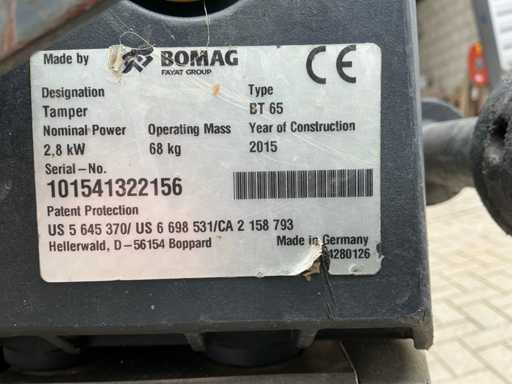 Made by BOMAG CE
FAYAT GROUP
Designation Type
Tamper BT 65
Nominal Power Operating Mass Year of Construction
2,8 kW 68 kg 2015
Serial-No.
101541322156
Patent Protection
US 5 645 370/ US 6 698 531/CA 2 158 793
Hellerwald, D-56154 Boppard Made in Germany
4280126